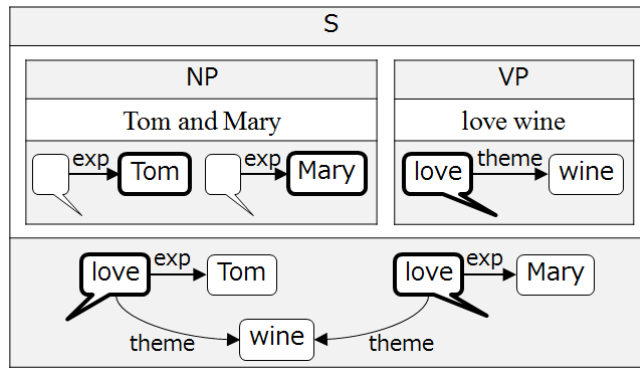 S
NP VP
Tom and Mary love wine
exp Tom exp Mary love theme wine
love exp Tom love exp Mary
theme wine theme